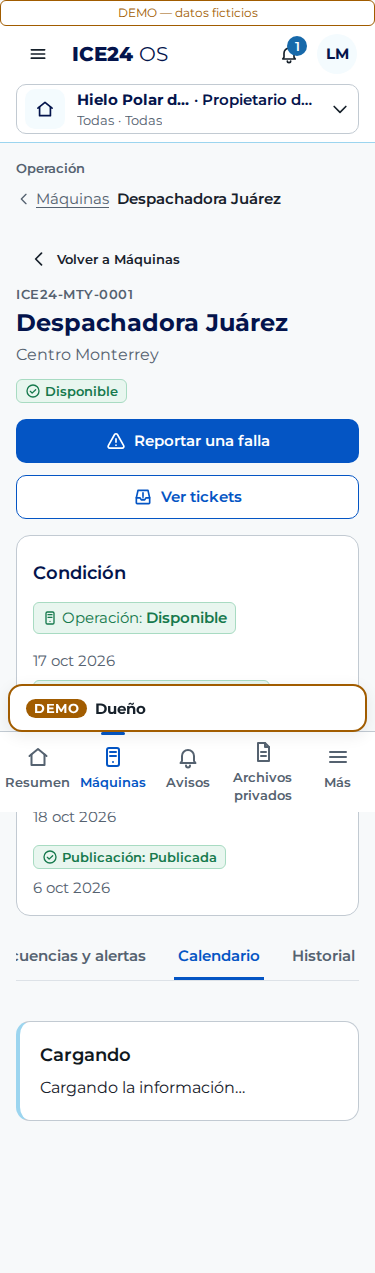 DEMO — datos ficticios
ICE24 OS
1
LM
Hielo Polar d... · Propietario d...
Todas · Todas
Operación
Máquinas Despachadora Juárez
Volver a Máquinas
ICE24-MTY-0001
Despachadora Juárez
Centro Monterrey
Disponible
Reportar una falla
Ver tickets
Condición
Operación: Disponible
17 oct 2026
DEMO Dueño
Resumen
Máquinas
Avisos
Archivos privados
Más
18 oct 2026
Publicación: Publicada
6 oct 2026
cuencias y alertas
Calendario
Historial
Cargando
Cargando la información...